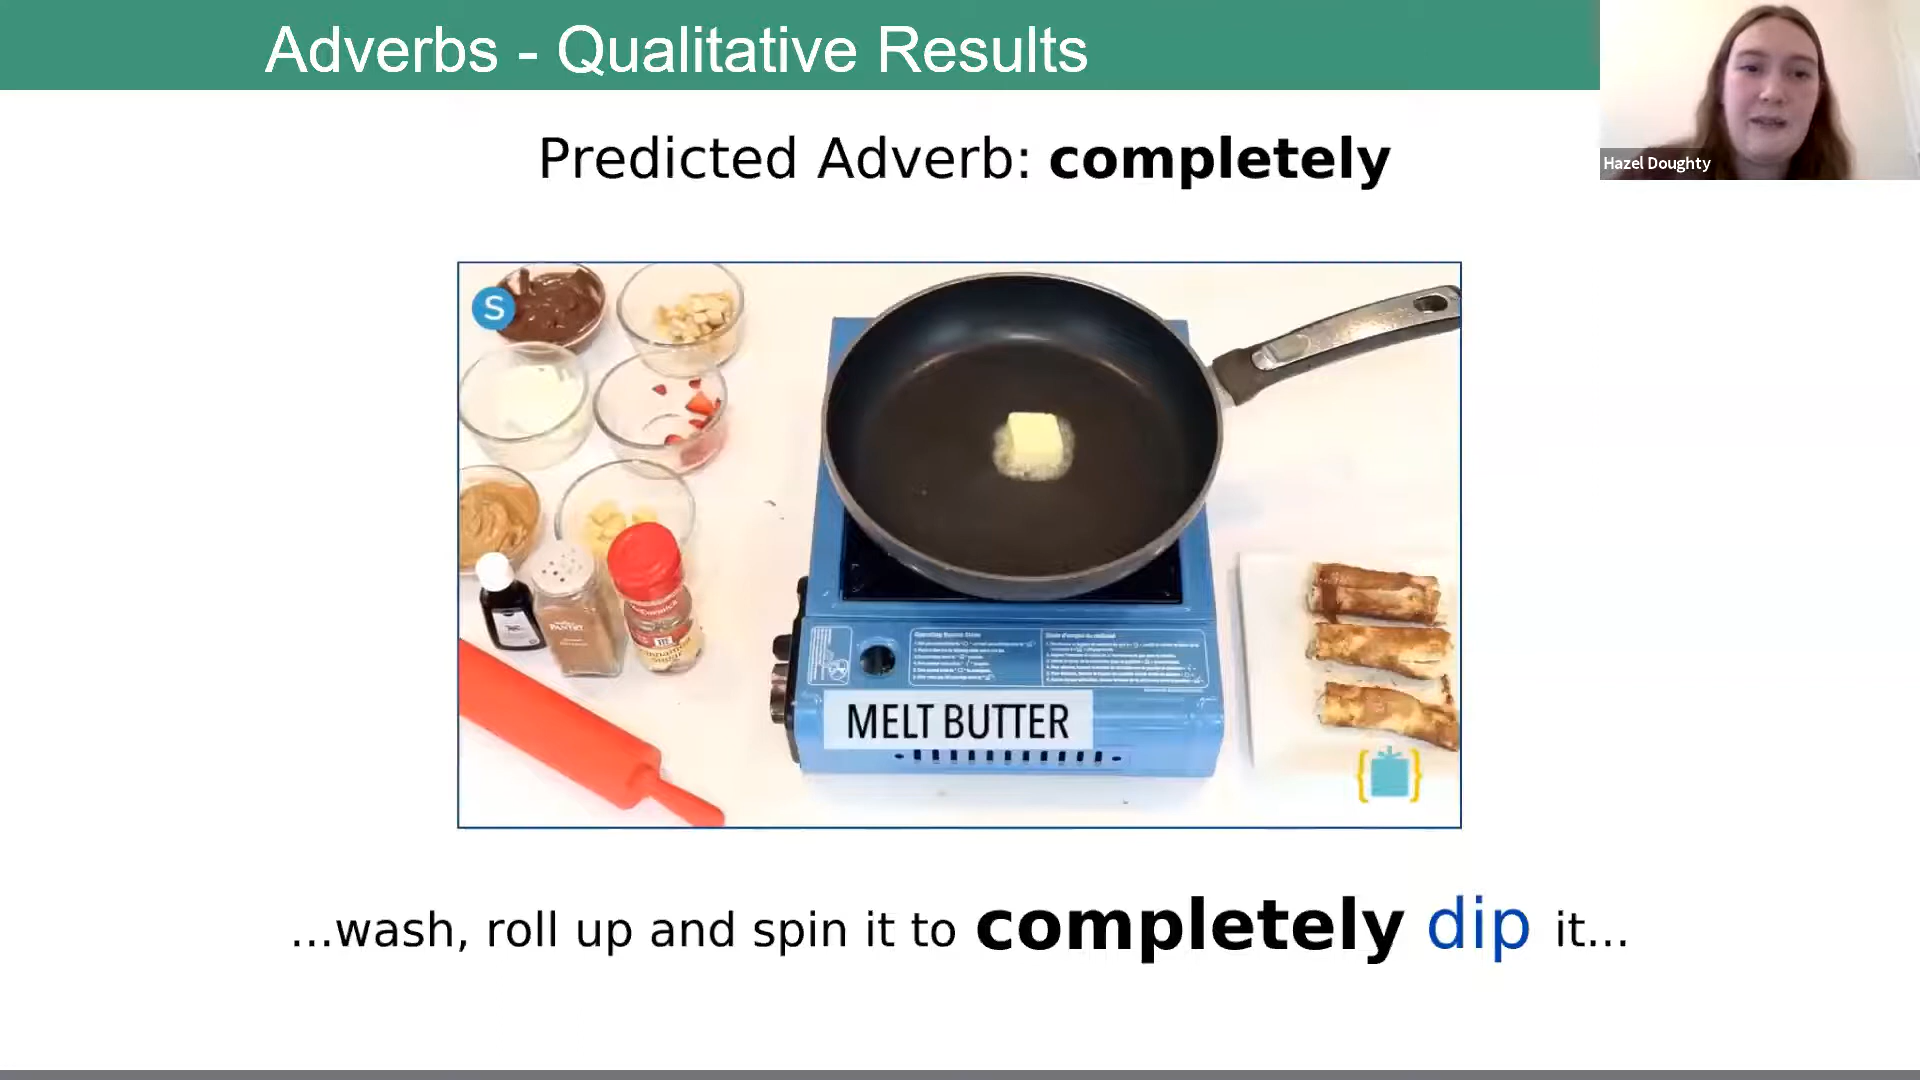 Adverbs - Qualitative Results
Hazel Doughty
Predicted Adverb: completely
S
PANTRY
MELT BUTTER
...wash, roll up and spin it to completely dip it...